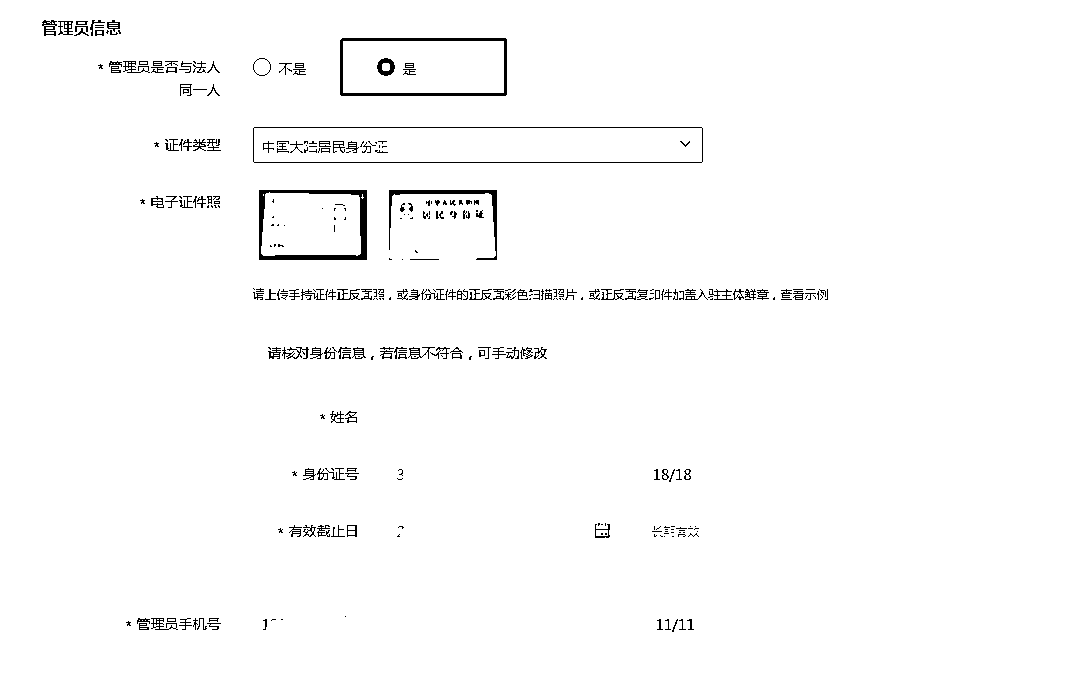 管理员信息
* 管理员是否与法人同一人
不是
是
* 证件类型
中国大陆居民身份证
* 电子证件照
中华人民共和国
居民身份证
请上传手持证件正反面照，或身份证件的正反面彩色扫描照片，或正反面复印件加盖入驻主体鲜章，查看示例
请核对身份信息，若信息不符合，可手动修改
* 姓名
* 身份证号 3 18/18
* 有效截止日 2 长期有效
* 管理员手机号 11/11